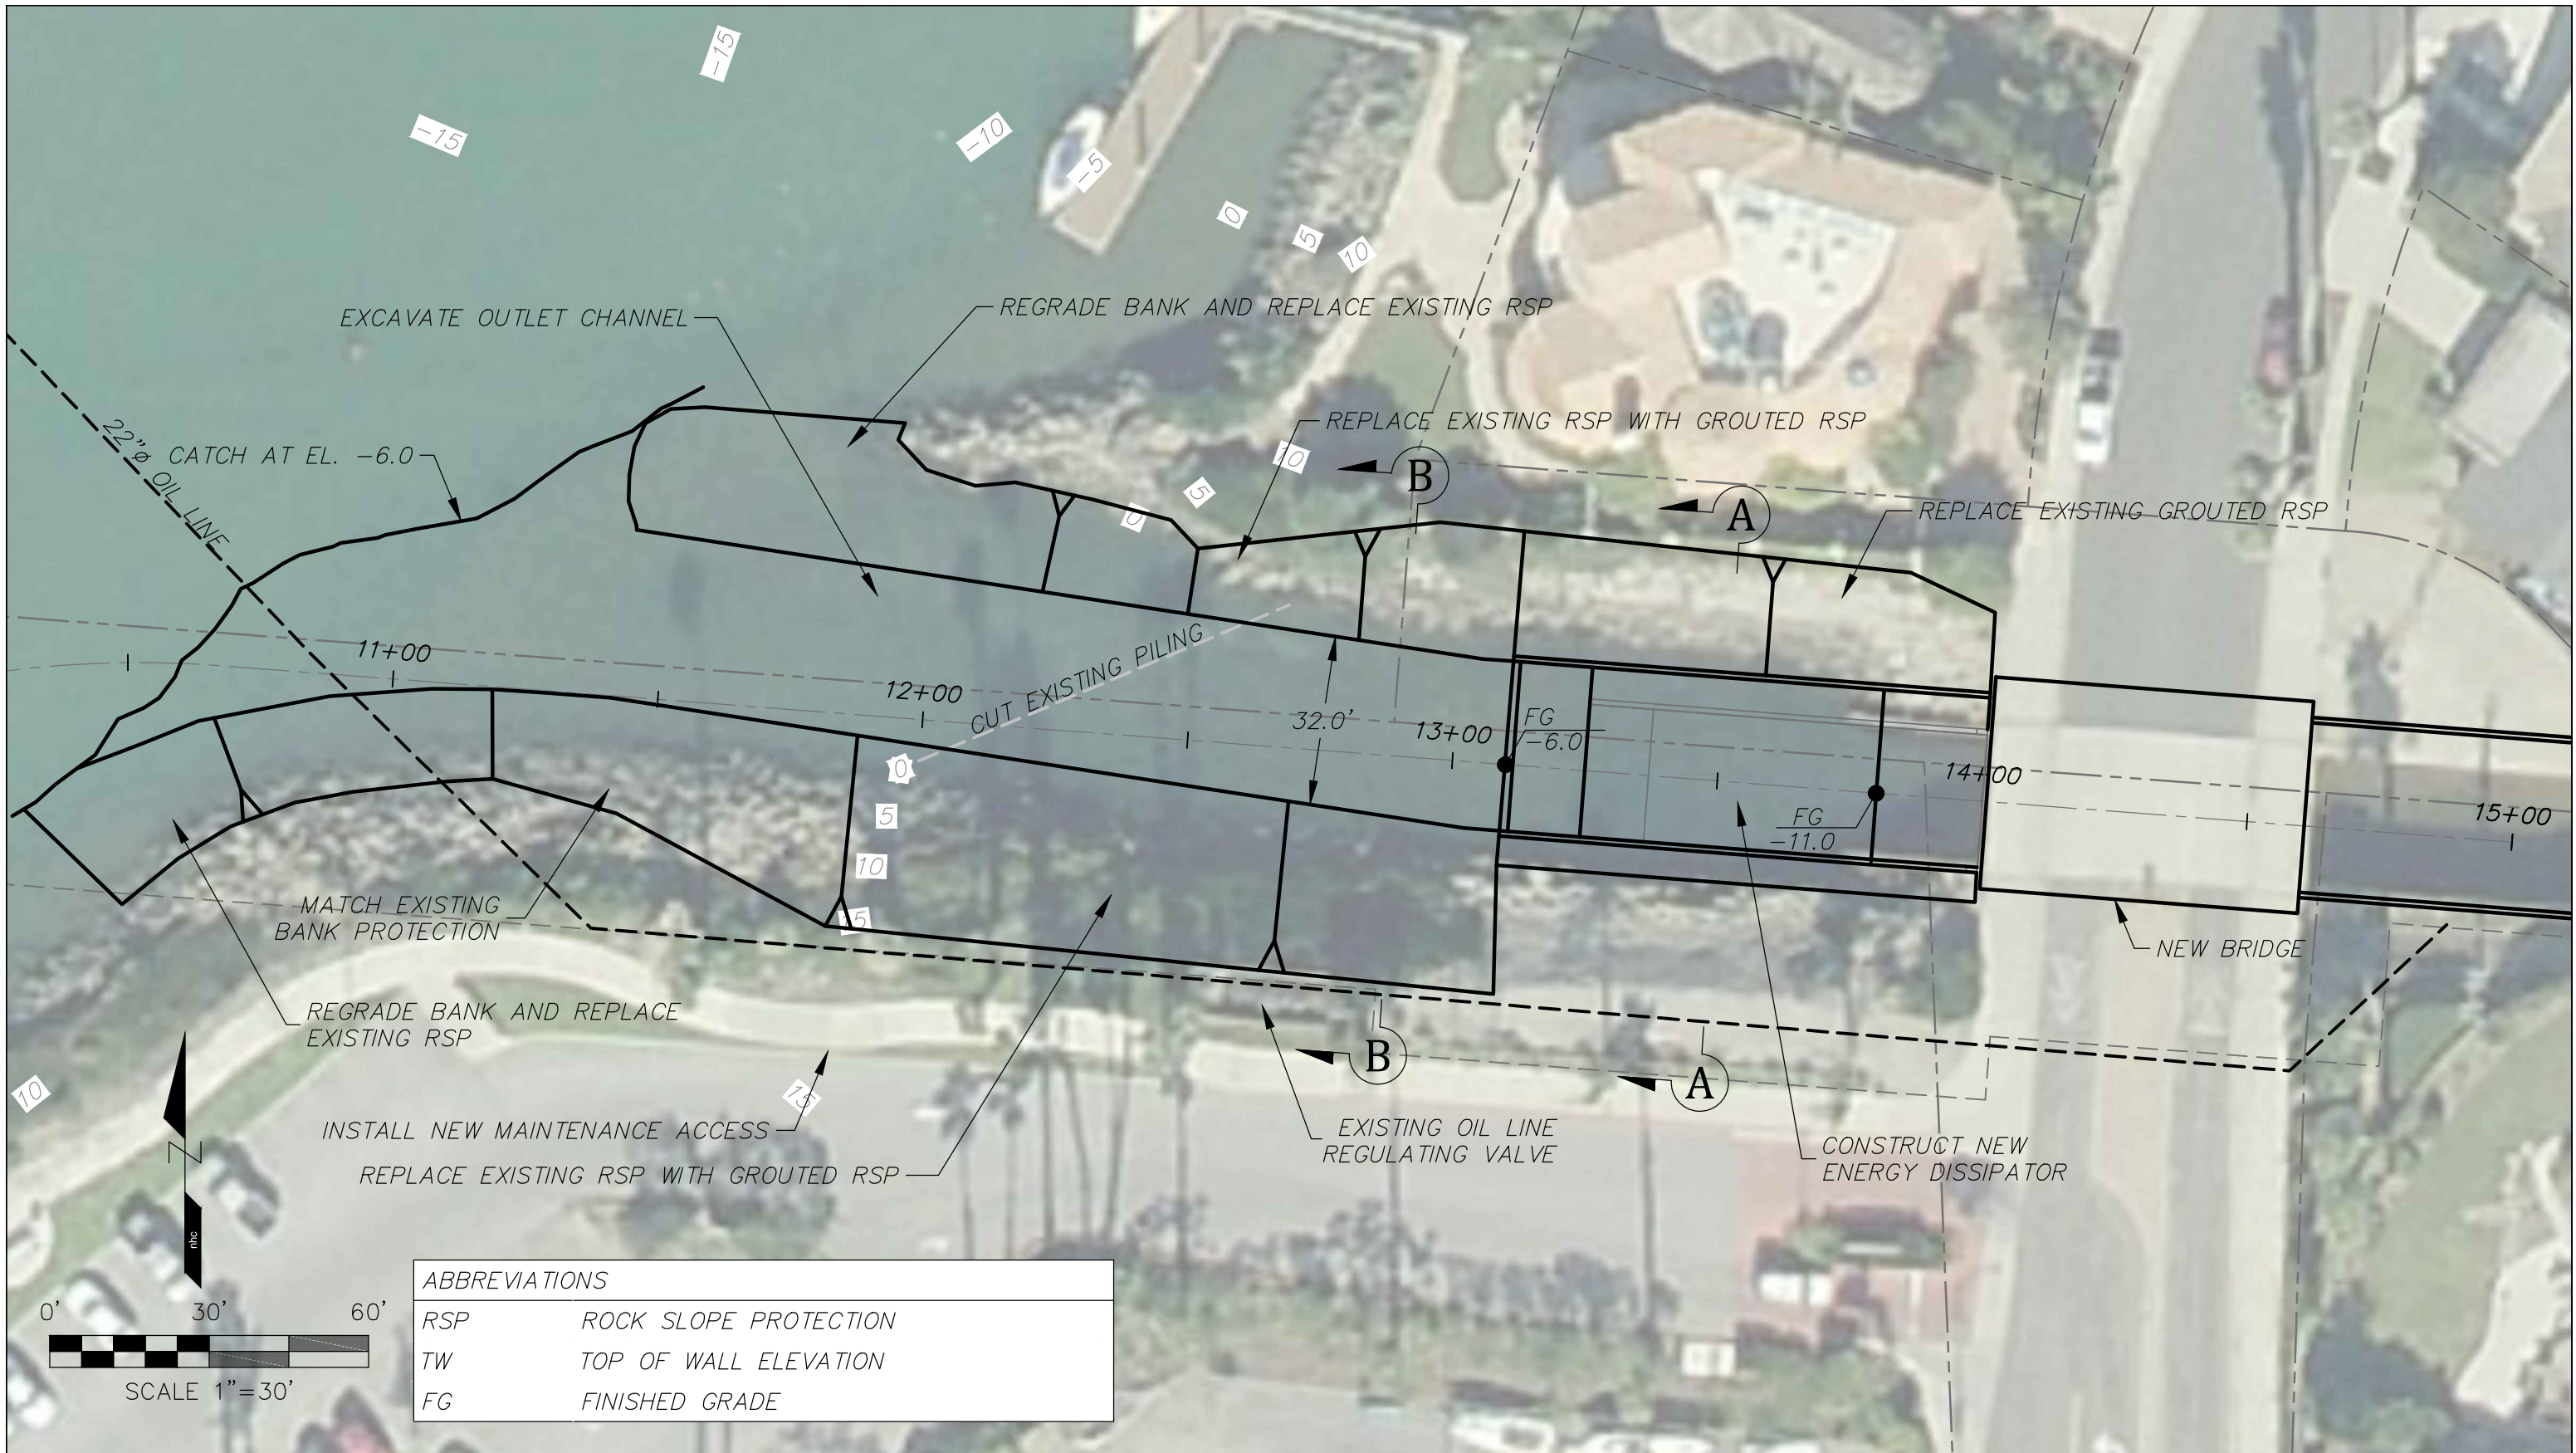 -15
-15
-10
-5
0
5
10
EXCAVATE OUTLET CHANNEL
REGRADE BANK AND REPLACE EXISTING RSP
REPLACE EXISTING RSP WITH GROUTED RSP
22"ø OIL LINE
CATCH AT EL. -6.0
10
5
0
B
A
REPLACE EXISTING GROUTED RSP
11+00
12+00
CUT EXISTING PILING
32.0'
13+00
FG
-6.0
14+00
15+00
0
5
10
15
FG
-11.0
MATCH EXISTING
BANK PROTECTION
NEW BRIDGE
REGRADE BANK AND REPLACE
EXISTING RSP
B
A
10
15
INSTALL NEW MAINTENANCE ACCESS
REPLACE EXISTING RSP WITH GROUTED RSP
EXISTING OIL LINE
REGULATING VALVE
CONSTRUCT NEW
ENERGY DISSIPATOR
N
nhc
0' 30' 60'
SCALE 1"=30'
ABBREVIATIONS
RSP ROCK SLOPE PROTECTION
TW TOP OF WALL ELEVATION
FG FINISHED GRADE